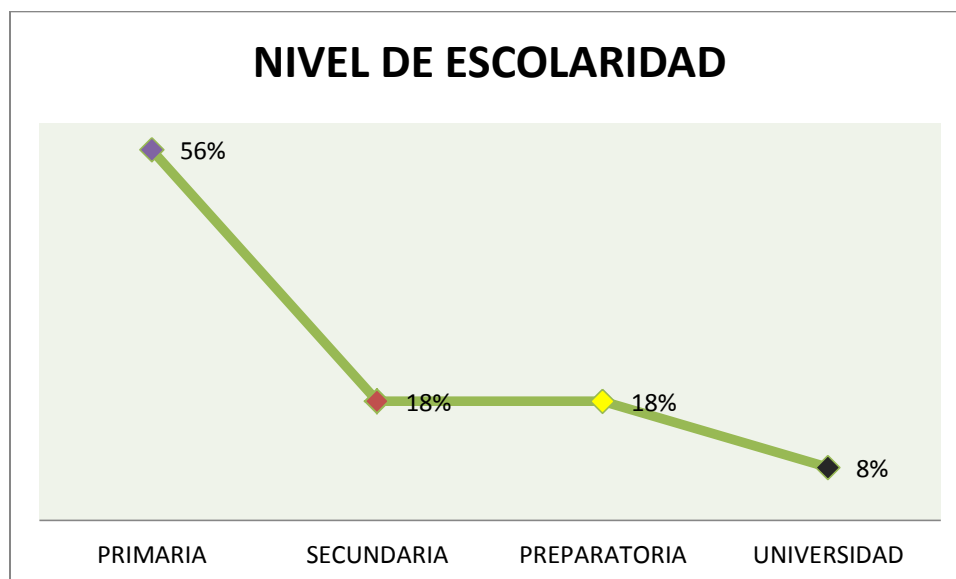 NIVEL DE ESCOLARIDAD
56%
18%
18%
8%
PRIMARIA
SECUNDARIA
PREPARATORIA
UNIVERSIDAD